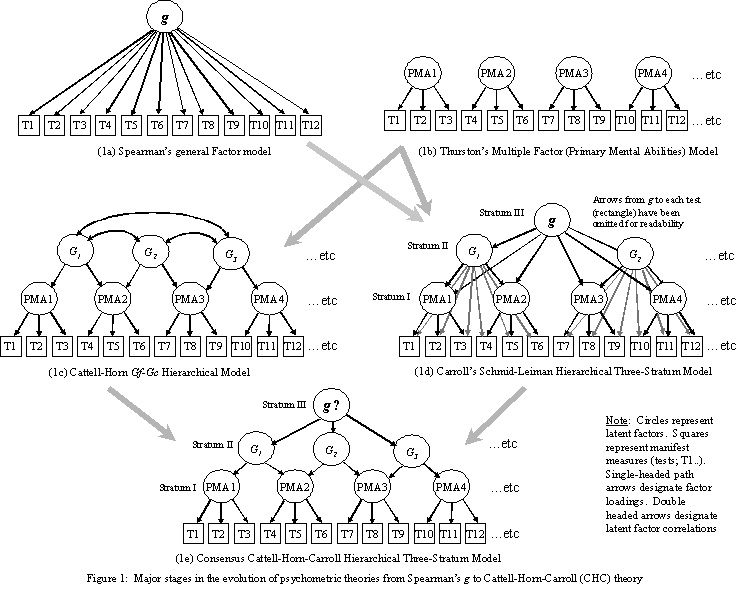 g
T1 T2 T3 T4 T5 T6 T7 T8 T9 T10 T11 T12
(1a) Spearman's general Factor model
PMA1 PMA2 PMA3 PMA4 ...etc
T1 T2 T3 T4 T5 T6 T7 T8 T9 T10 T11 T12 ...etc
(1b) Thurston's Multiple Factor (Primary Mental Abilities) Model
G1 G2 G3 ...etc
PMA1 PMA2 PMA3 PMA4 ...etc
T1 T2 T3 T4 T5 T6 T7 T8 T9 T10 T11 T12 ...etc
(1c) Cattell-Horn Gf-Gc Hierarchical Model
Arrows from g to each test
(rectangle) have been
omitted for readability
Stratum III g
Stratum II G1 G2 ...etc
Stratum I PMA1 PMA2 PMA3 PMA4 ...etc
T1 T2 T3 T4 T5 T6 T7 T8 T9 T10 T11 T12 ...etc
(1d) Carroll's Schmid-Leiman Hierarchical Three-Stratum Model
Stratum III g ?
Stratum II G1 G2 G3 ...etc
Stratum I PMA1 PMA2 PMA3 PMA4 ...etc
T1 T2 T3 T4 T5 T6 T7 T8 T9 T10 T11 T12 ...etc
(1e) Consensus Cattell-Horn-Carroll Hierarchical Three-Stratum Model
Note: Circles represent
latent factors. Squares
represent manifest
measures (tests; T1..).
Single-headed path
arrows designate factor
loadings. Double
headed arrows designate
latent factor correlations
Figure 1: Major stages in the evolution of psychometric theories from Spearman's g to Cattell-Horn-Carroll (CHC) theory